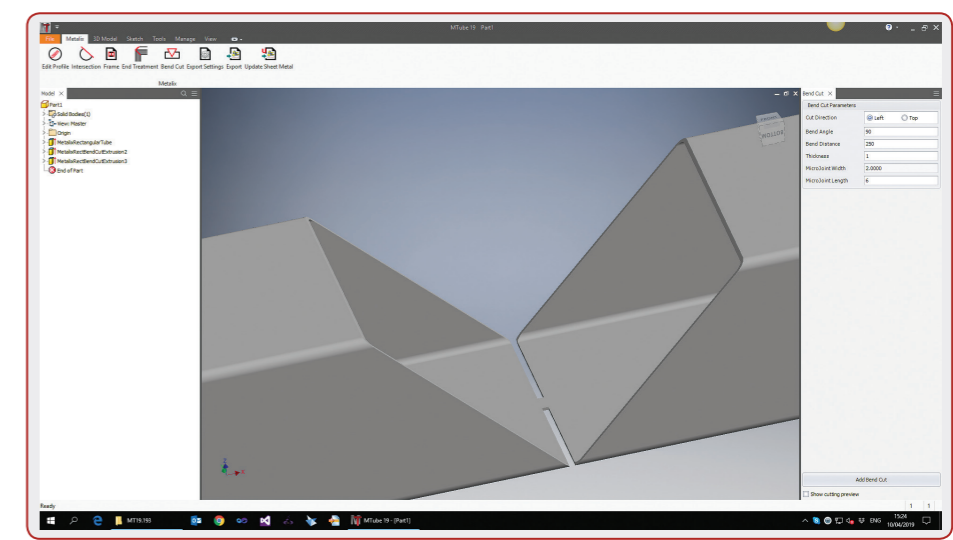 MTube 19 Part1
File Metalix 3D Model Sketch Tools Manage View
Edit Profile Intersection Frame End Treatment Bend Cut Export Settings Export Update Sheet Metal
Metalix
Model
Part1
Solid Bodies(1)
View: Master
Origin
MetalixRectangularTube
MetalixRectBendCutExtrusion2
MetalixRectBendCutExtrusion3
End of Part
BOTTOM
Bend Cut
Bend Cut Parameters
Cut Direction Left Top
Bend Angle 90
Bend Distance 250
Thickness 1
MicroJoint Width 2.0000
MicroJoint Length 6
Add Bend Cut
Show cutting preview
Ready 1 1
MT19.193 MTube 19 - [Part1] ENG 15:24
10/04/2019